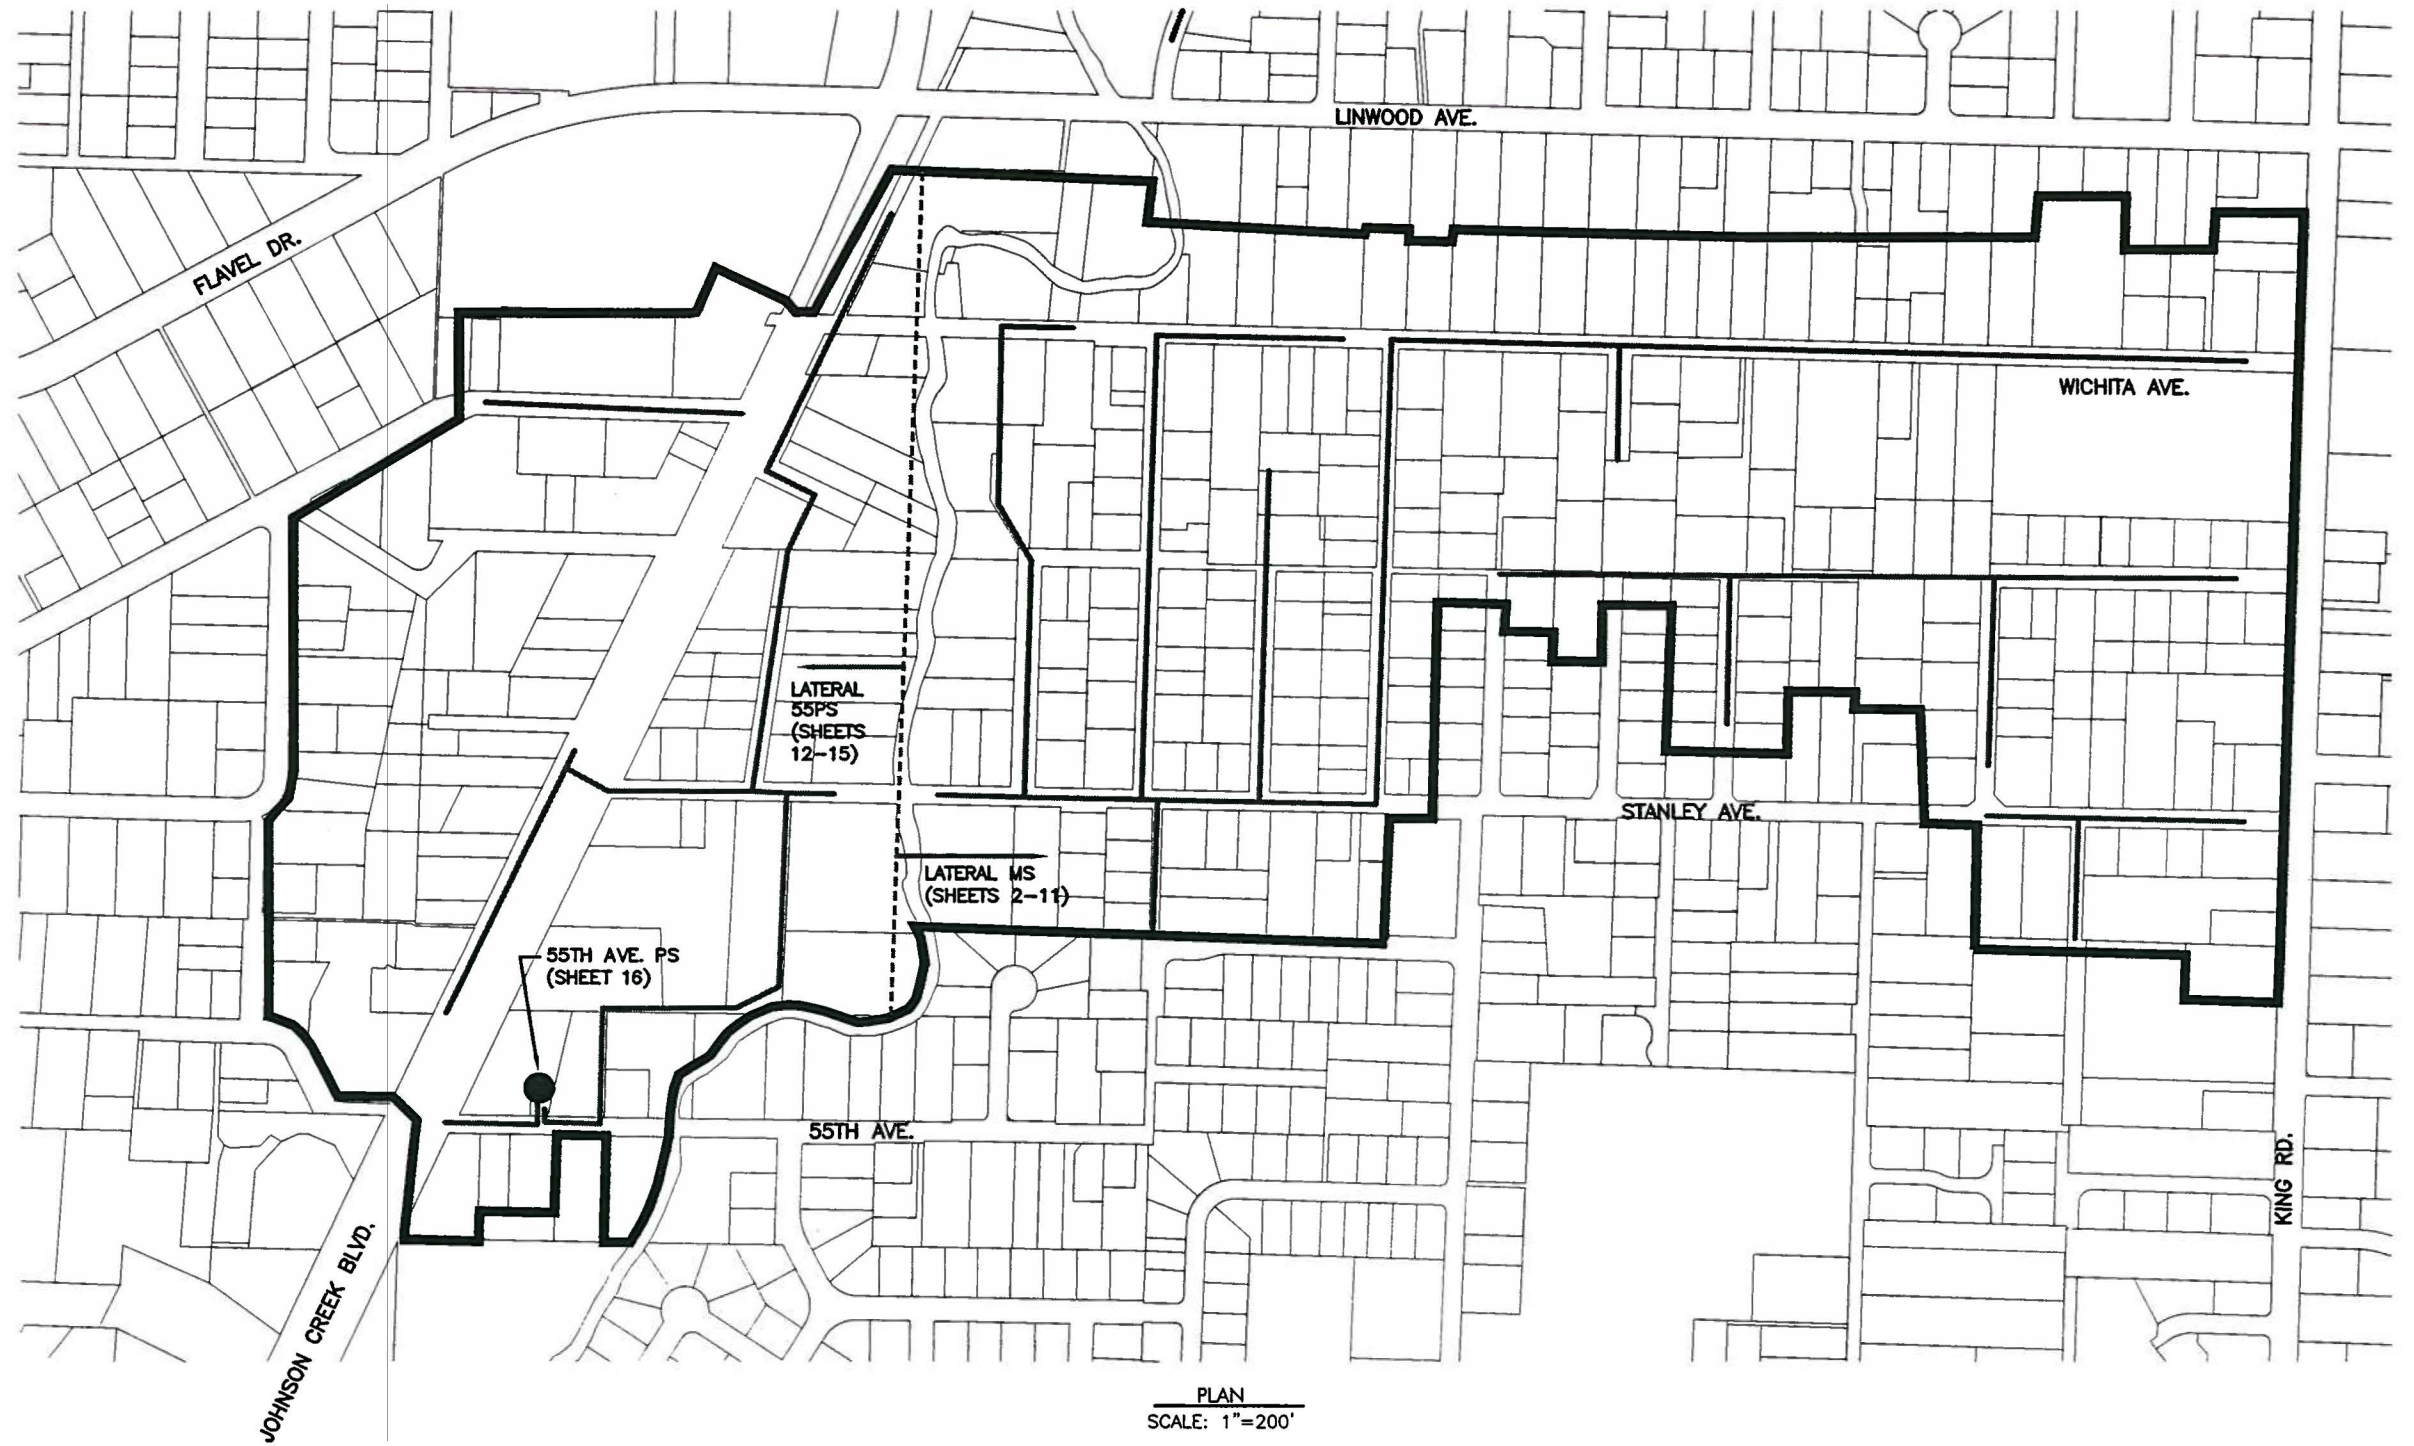 LINWOOD AVE.
FLAVEL DR.
WICHITA AVE.
LATERAL
55PS
(SHEETS
12-15)
STANLEY AVE.
LATERAL MS
(SHEETS 2-11)
55TH AVE. PS
(SHEET 16)
55TH AVE.
KING RD.
JOHNSON CREEK BLVD.
PLAN
SCALE: 1"=200'